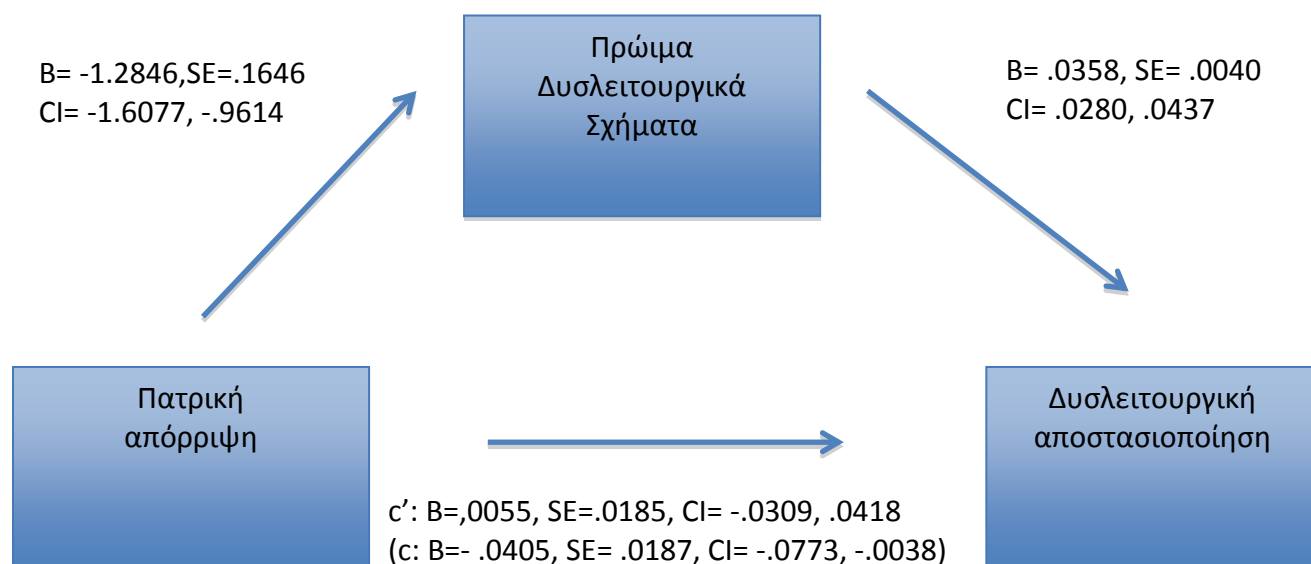 Πρώιμα
Δυσλειτουργικά
Σχήματα
B= -1.2846,SE=.1646
CI= -1.6077, -.9614
B= .0358, SE= .0040
CI= .0280, .0437
Πατρική
απόρριψη
Δυσλειτουργική
αποστασιοποίηση
c’: B=,0055, SE=.0185, CI= -.0309, .0418
(c: B=- .0405, SE= .0187, CI= -.0773, -.0038)